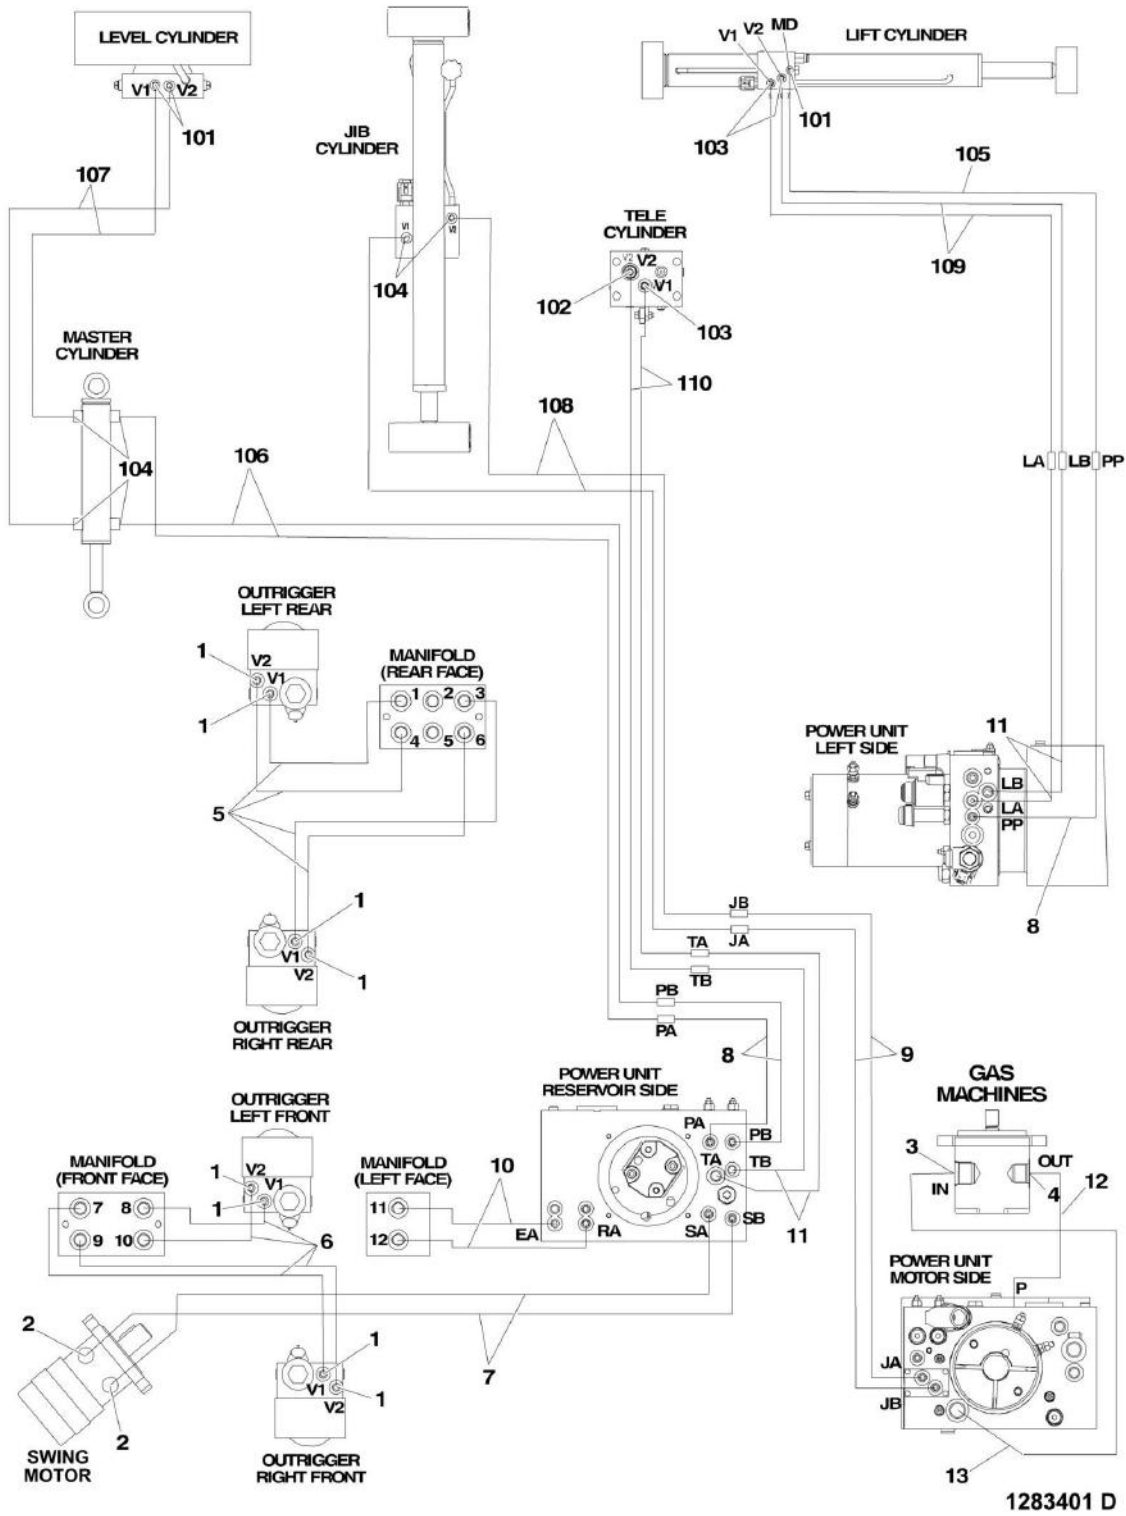 LEVEL CYLINDER
V1
V2
101
107
JIB
CYLINDER
104
V1
V2
MD
LIFT CYLINDER
103
101
105
109
TELE
CYLINDER
V2
V2
V1
102
103
110
MASTER
CYLINDER
104
106
108
LA
LB
PP
OUTRIGGER
LEFT REAR
1
V2
V1
1
MANIFOLD
(REAR FACE)
1
2
3
4
5
6
5
POWER UNIT
LEFT SIDE
11
LB
LA
PP
8
1
V1
V2
1
OUTRIGGER
RIGHT REAR
JB
JA
TA
TB
PB
PA
8
9
POWER UNIT
RESERVOIR SIDE
GAS
MACHINES
3
IN
OUT
4
12
OUTRIGGER
LEFT FRONT
MANIFOLD
(FRONT FACE)
7
8
9
10
1
V2
V1
1
6
MANIFOLD
(LEFT FACE)
11
12
10
EA
RA
PA
PB
TA
TB
SA
SB
11
POWER UNIT
MOTOR SIDE
P
JA
JB
13
2
2
SWING
MOTOR
7
1
V1
V2
1
OUTRIGGER
RIGHT FRONT
1283401 D